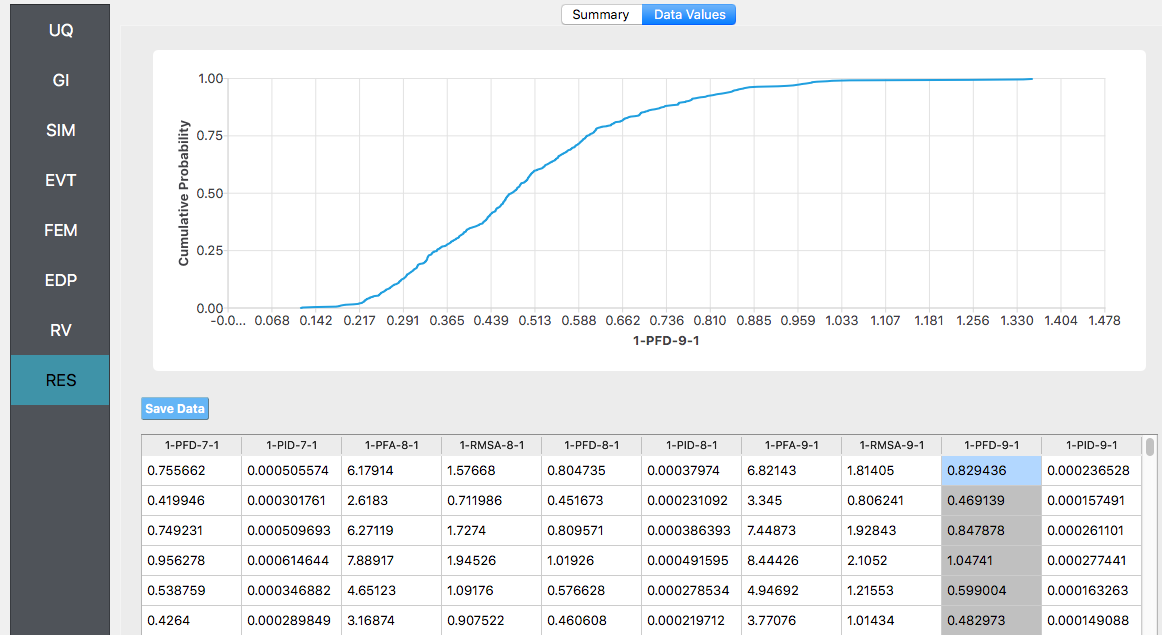 Summary Data Values
UQ
GI
SIM
EVT
FEM
EDP
RV
RES
Cumulative Probability
1.00
0.75
0.50
0.25
0.00
-0.0... 0.068 0.142 0.217 0.291 0.365 0.439 0.513 0.588 0.662 0.736 0.810 0.885 0.959 1.033 1.107 1.181 1.256 1.330 1.404 1.478
1-PFD-9-1
Save Data
1-PFD-7-1 1-PID-7-1 1-PFA-8-1 1-RMSA-8-1 1-PFD-8-1 1-PID-8-1 1-PFA-9-1 1-RMSA-9-1 1-PFD-9-1 1-PID-9-1
0.755662 0.000505574 6.17914 1.57668 0.804735 0.00037974 6.82143 1.81405 0.829436 0.000236528
0.419946 0.000301761 2.6183 0.711986 0.451673 0.000231092 3.345 0.806241 0.469139 0.000157491
0.749231 0.000509693 6.27119 1.7274 0.809571 0.000386393 7.44873 1.92843 0.847878 0.000261101
0.956278 0.000614644 7.88917 1.94526 1.01926 0.000491595 8.44426 2.1052 1.04741 0.000277441
0.538759 0.000346882 4.65123 1.09176 0.576628 0.000278534 4.94692 1.21553 0.599004 0.000163263
0.4264 0.000289849 3.16874 0.907522 0.460608 0.000219712 3.77076 1.01434 0.482973 0.000149088